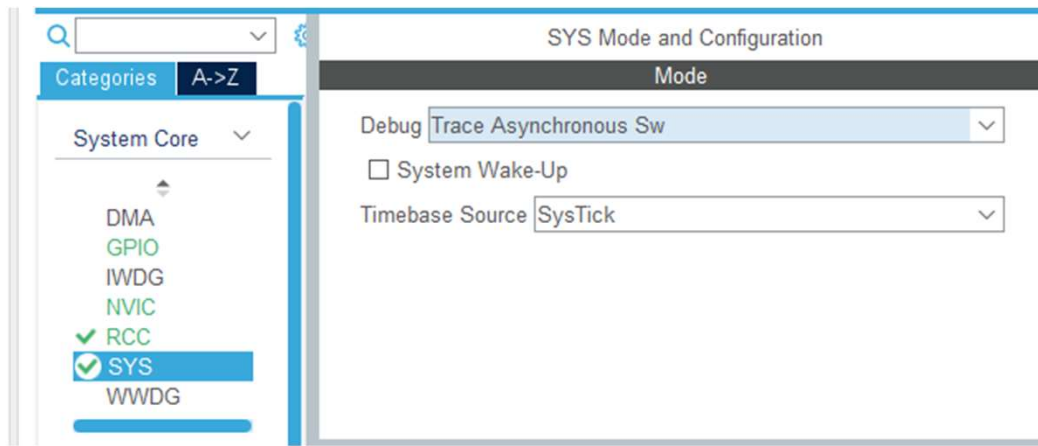 SYS Mode and Configuration
Categories A->Z
Mode
System Core
Debug Trace Asynchronous Sw
System Wake-Up
Timebase Source SysTick
DMA
GPIO
IWDG
NVIC
RCC
SYS
WWDG